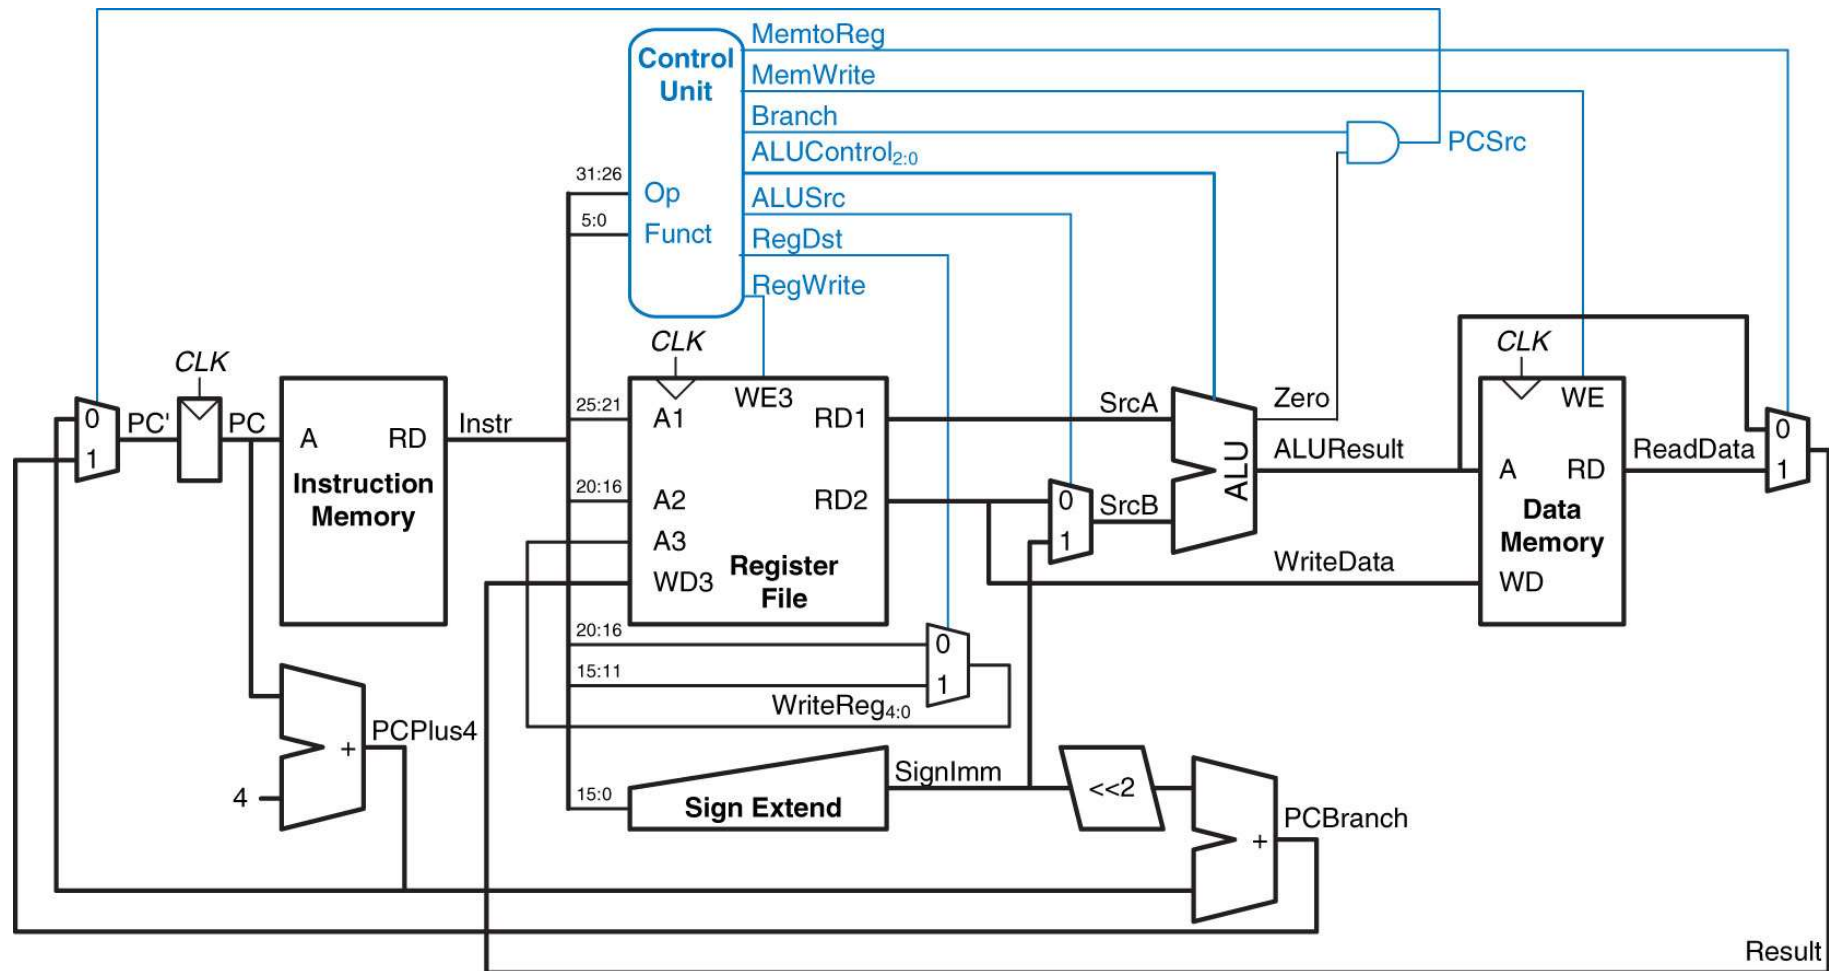 MemtoReg
Control
Unit
MemWrite
Branch
PCSrc
ALUControl2:0
31:26
Op
ALUSrc
5:0
Funct
RegDst
RegWrite
CLK
CLK
CLK
0
1
PC'
PC
A
RD
Instruction
Memory
Instr
25:21
A1
WE3
RD1
20:16
A2
RD2
A3
WD3
Register
File
SrcA
0
1
SrcB
ALU
Zero
ALUResult
WriteData
WE
A
RD
Data
Memory
WD
ReadData
0
1
20:16
0
15:11
1
WriteReg4:0
PCPlus4
+
4
15:0
Sign Extend
SignImm
<<2
+
PCBranch
Result